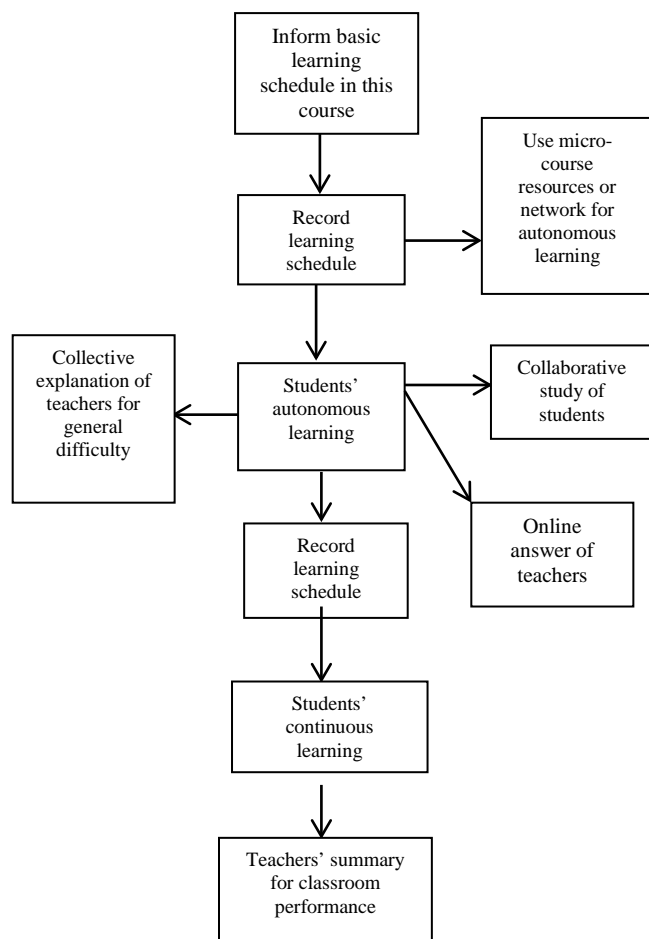 Inform basic
learning
schedule in this
course
Use micro-
course
resources or
network for
autonomous
learning
Record
learning
schedule
Collective
explanation of
teachers for
general
difficulty
Students’
autonomous
learning
Collaborative
study of
students
Online
answer of
teachers
Record
learning
schedule
Students’
continuous
learning
Teachers’ summary
for classroom
performance